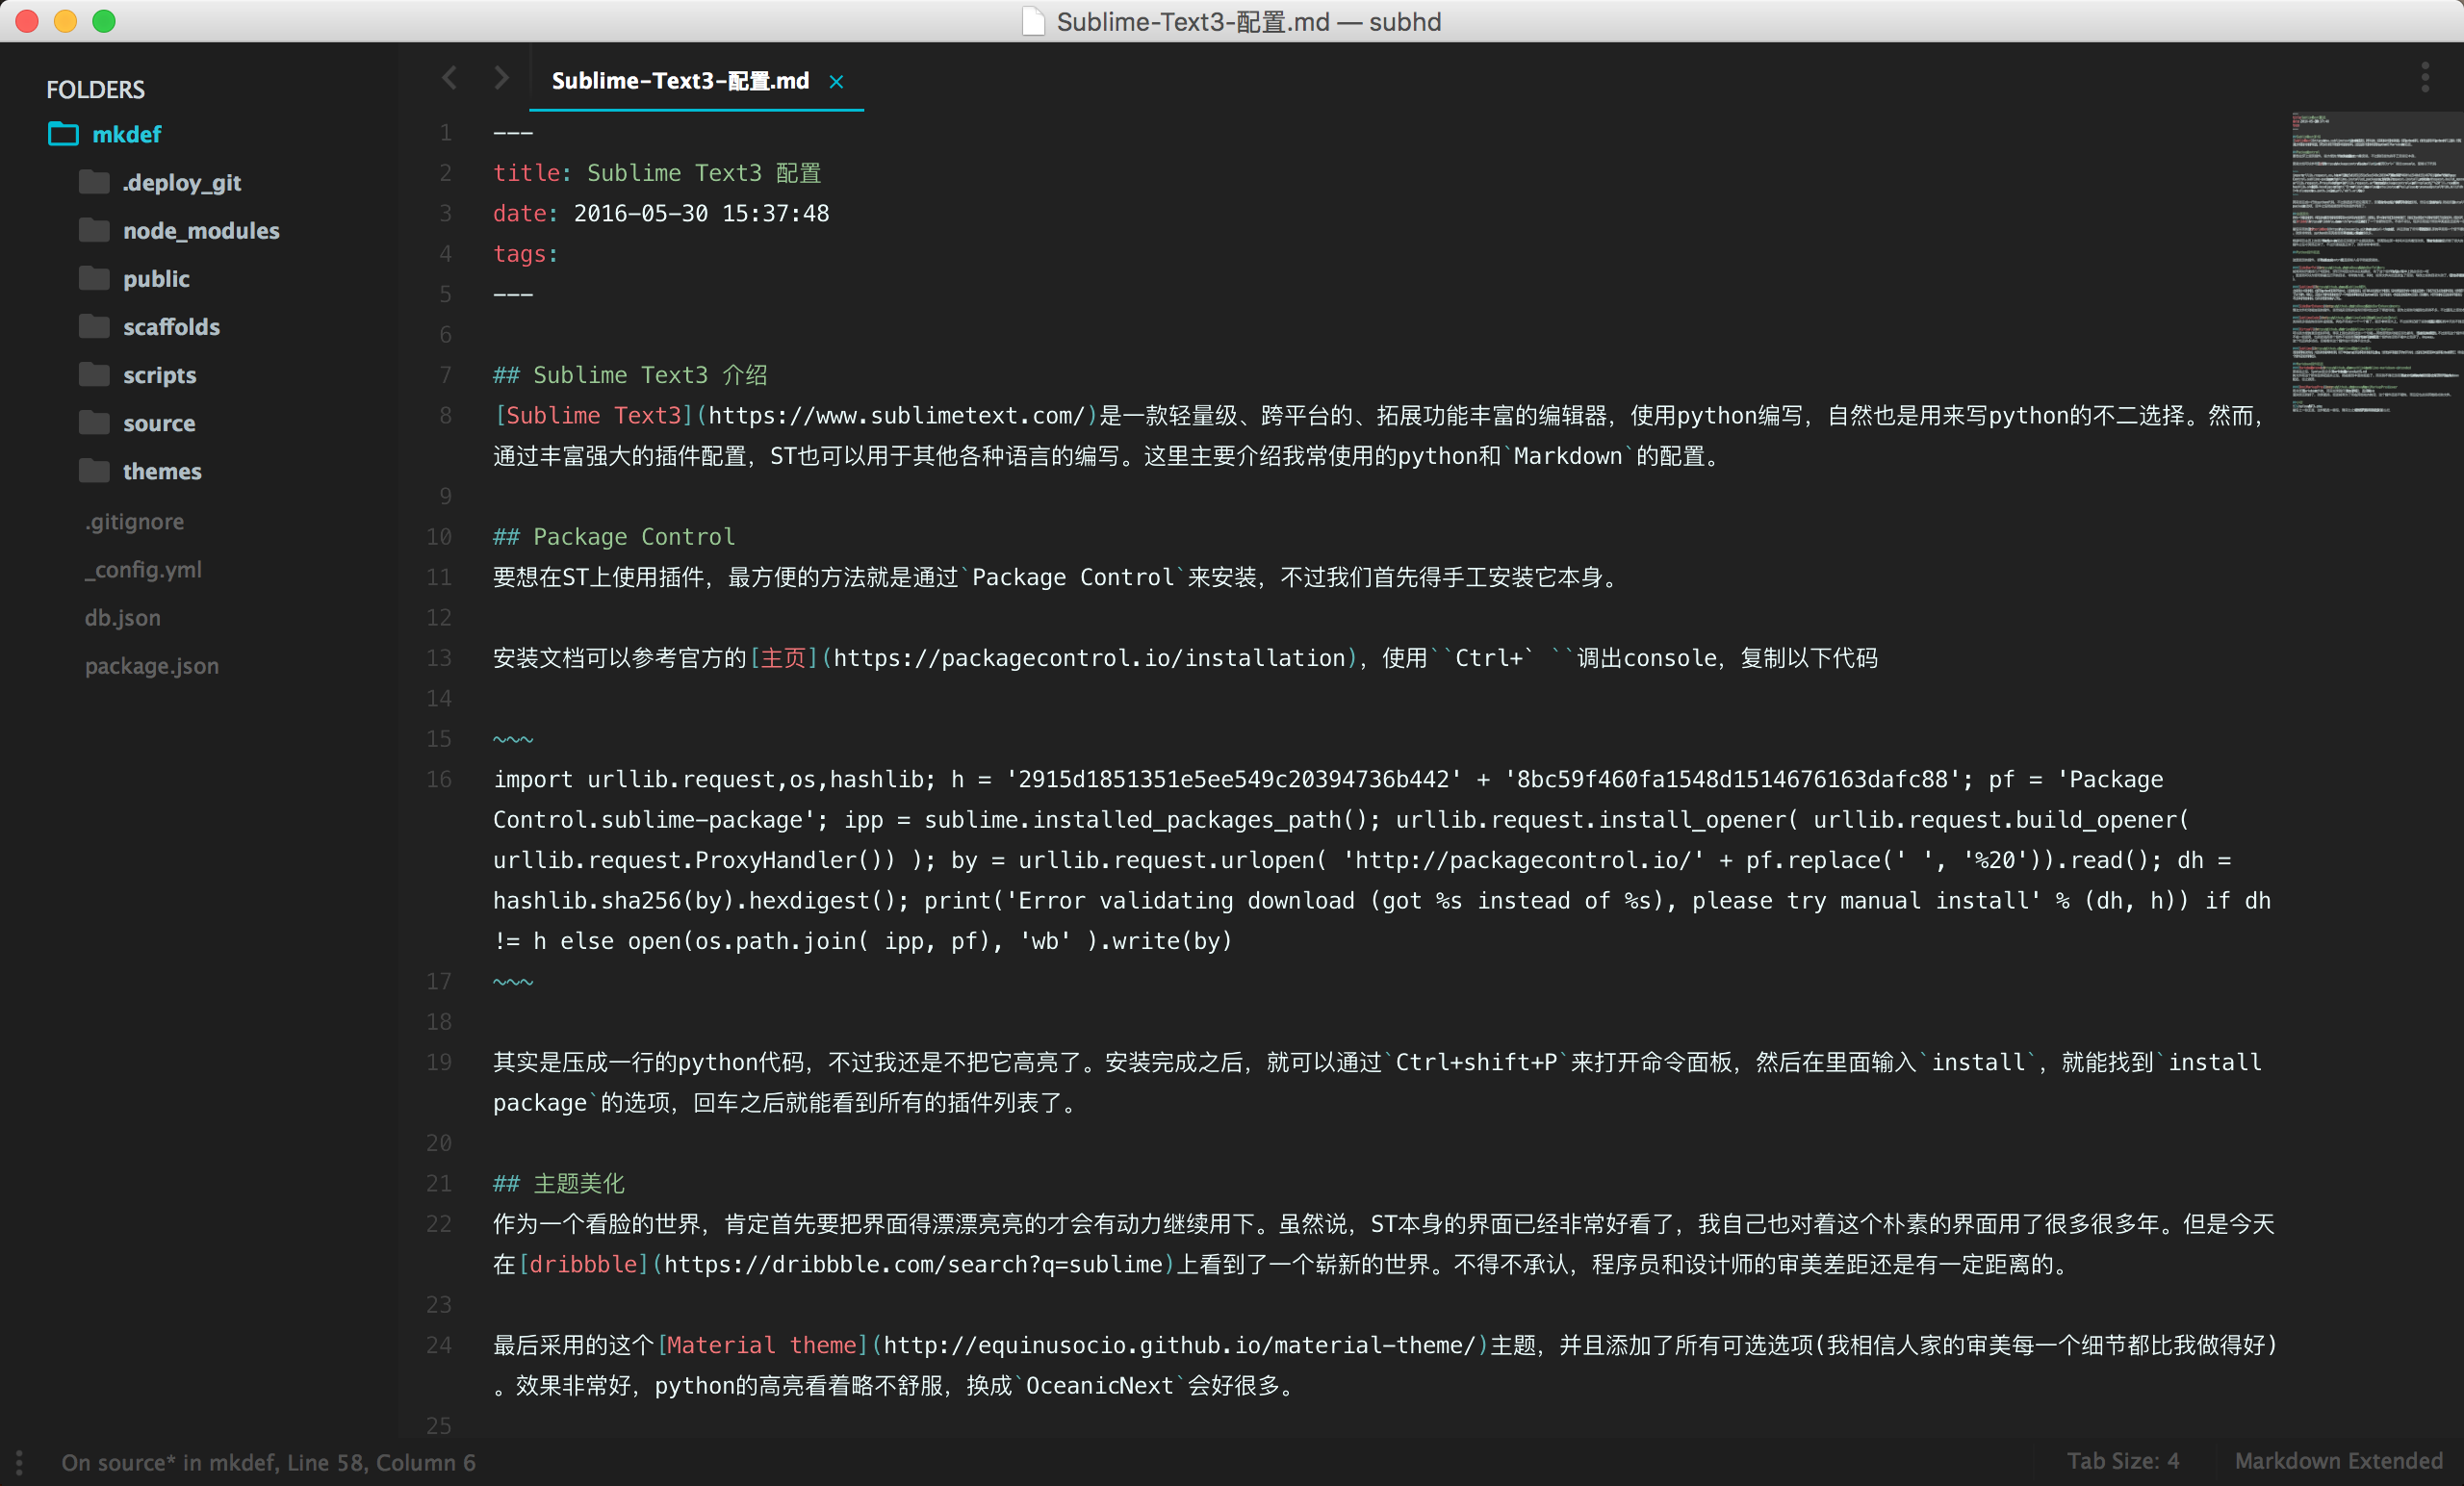 Sublime-Text3-配置.md — subhd
FOLDERS
mkdef
.deploy_git
node_modules
public
scaffolds
scripts
source
themes
.gitignore
_config.yml
db.json
package.json
Sublime-Text3-配置.md ×
1 ---
2 title: Sublime Text3 配置
3 date: 2016-05-30 15:37:48
4 tags:
5 ---
6
7 ## Sublime Text3 介绍
8 [Sublime Text3](https://www.sublimetext.com/)是一款轻量级、跨平台的、拓展功能丰富的编辑器，使用python编写，自然也是用来写python的不二选择。然而，
通过丰富强大的插件配置，ST也可以用于其他各种语言的编写。这里主要介绍我常使用的python和`Markdown`的配置。
9
10 ## Package Control
11 要想在ST上使用插件，最方便的方法就是通过`Package Control`来安装，不过我们首先得手工安装它本身。
12
13 安装文档可以参考官方的[主页](https://packagecontrol.io/installation)，使用``Ctrl+` ``调出console，复制以下代码
14
15 ~~~
16 import urllib.request,os,hashlib; h = '2915d1851351e5ee549c20394736b442' + '8bc59f460fa1548d1514676163dafc88'; pf = 'Package
Control.sublime-package'; ipp = sublime.installed_packages_path(); urllib.request.install_opener( urllib.request.build_opener(
urllib.request.ProxyHandler()) ); by = urllib.request.urlopen( 'http://packagecontrol.io/' + pf.replace(' ', '%20')).read(); dh =
hashlib.sha256(by).hexdigest(); print('Error validating download (got %s instead of %s), please try manual install' % (dh, h)) if dh
!= h else open(os.path.join( ipp, pf), 'wb' ).write(by)
17 ~~~
18
19 其实是压成一行的python代码，不过我还是不把它高亮了。安装完成之后，就可以通过`Ctrl+shift+P`来打开命令面板，然后在里面输入`install`，就能找到`install
package`的选项，回车之后就能看到所有的插件列表了。
20
21 ## 主题美化
22 作为一个看脸的世界，肯定首先要把界面得漂漂亮亮的才会有动力继续用下。虽然说，ST本身的界面已经非常好看了，我自己也对着这个朴素的界面用了很多很多年。但是今天
在[dribbble](https://dribbble.com/search?q=sublime)上看到了一个崭新的世界。不得不承认，程序员和设计师的审美差距还是有一定距离的。
23
24 最后采用的这个[Material theme](http://equinusocio.github.io/material-theme/)主题，并且添加了所有可选选项(我相信人家的审美每一个细节都比我做得好)
。效果非常好，python的高亮看着略不舒服，换成`OceanicNext`会好很多。
25
On source* in mkdef, Line 58, Column 6
Tab Size: 4
Markdown Extended